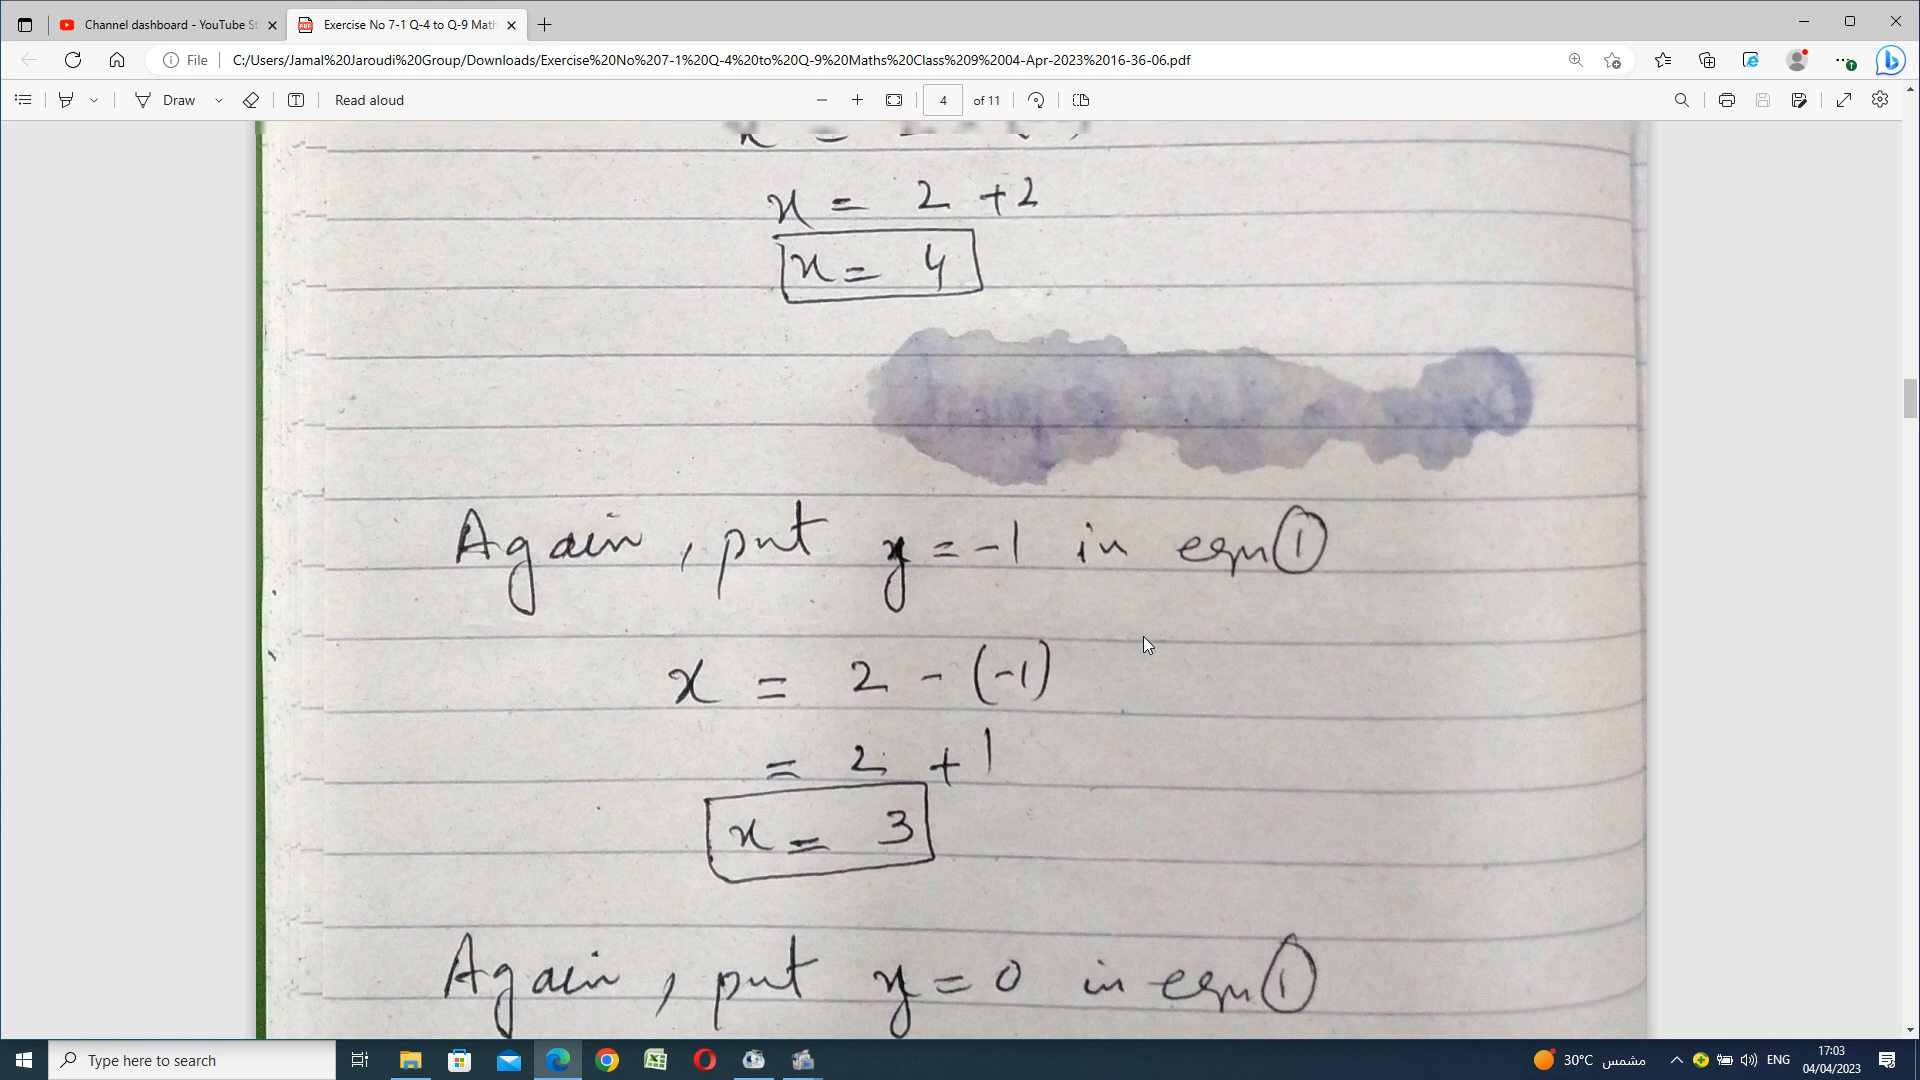 Channel dashboard - YouTube St
Exercise No 7-1 Q-4 to Q-9 Math
File
C:/Users/Jamal%20Jaroudi%20Group/Downloads/Exercise%20No%207-1%20Q-4%20to%20Q-9%20Maths%20Class%209%2004-Apr-2023%2016-36-06.pdf
Draw
Read aloud
4 of 11
x = 2 + 2
x = 4
Again, put y = -1 in eqn ①
x = 2 - (-1)
= 2 + 1
x = 3
Again, put y = 0 in eqn ①
Type here to search
30°C مشمس
ENG
17:03
04/04/2023